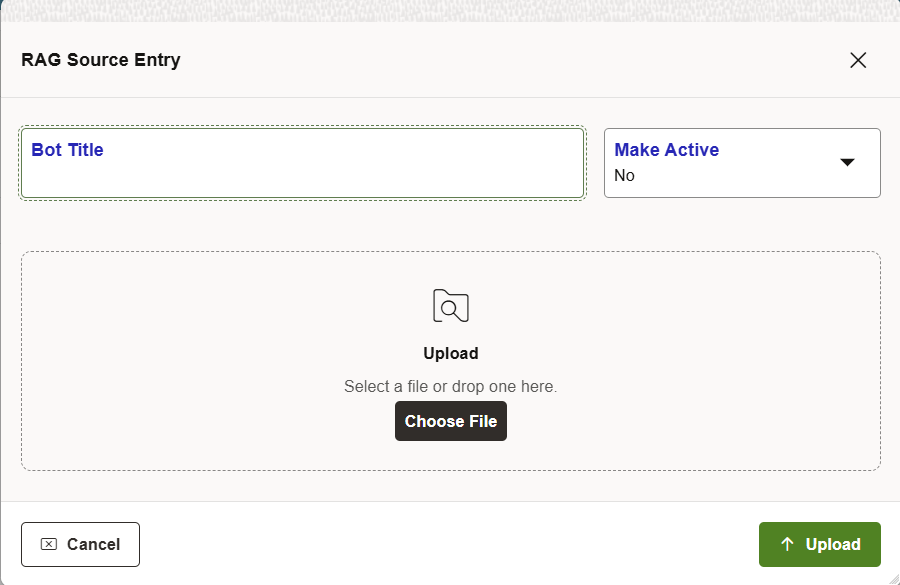 RAG Source Entry
Bot Title
Make Active
No
Upload
Select a file or drop one here.
Choose File
Cancel
Upload